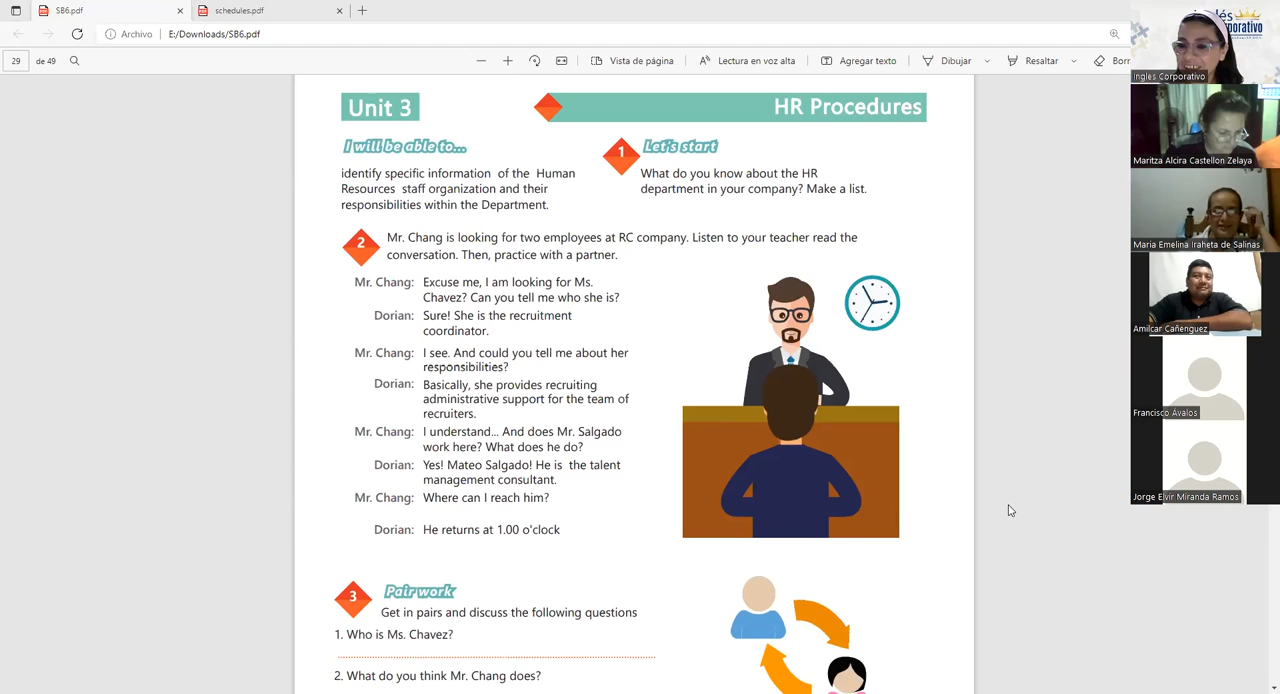 SB6.pdf
schedules.pdf
Archivo
E:/Downloads/SB6.pdf
29
de 49
Vista de página
Lectura en voz alta
Agregar texto
Dibujar
Resaltar
Borr
Unit 3
HR Procedures
I will be able to...
identify specific information of the Human
Resources staff organization and their
responsibilities within the Department.
1
Let's start
What do you know about the HR
department in your company? Make a list.
2
Mr. Chang is looking for two employees at RC company. Listen to your teacher read the
conversation. Then, practice with a partner.
Mr. Chang: Excuse me, I am looking for Ms.
Chavez? Can you tell me who she is?
Dorian: Sure! She is the recruitment
coordinator.
Mr. Chang: I see. And could you tell me about her
responsibilities?
Dorian: Basically, she provides recruiting
administrative support for the team of
recruiters.
Mr. Chang: I understand... And does Mr. Salgado
work here? What does he do?
Dorian: Yes! Mateo Salgado! He is the talent
management consultant.
Mr. Chang: Where can I reach him?
Dorian: He returns at 1.00 o'clock
3
Pair work
Get in pairs and discuss the following questions
1. Who is Ms. Chavez?
2. What do you think Mr. Chang does?
Ingles Corporativo
Maritza Alcira Castellon Zelaya
Maria Emelina Iraheta de Salinas
Amilcar Cañenguez
Francisco Ávalos
Jorge Elvir Miranda Ramos